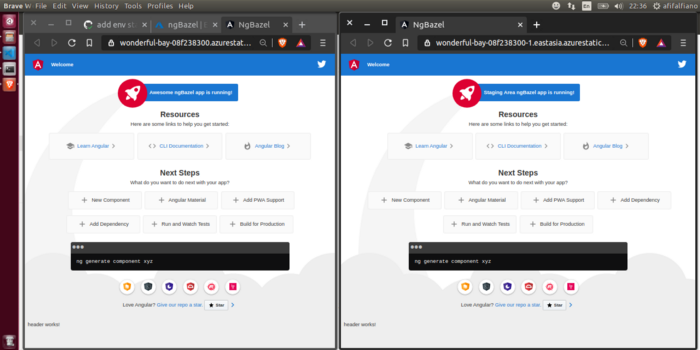 Brave W File Edit View History Tools Profiles Help
22:36 afifalfiano
add env st
ngBazel |
NgBazel
wonderful-bay-08f238300.azurestat
Welcome
Awesome ngBazel app is running!
Resources
Here are some links to help you get started:
Learn Angular
CLI Documentation
Angular Blog
Next Steps
What do you want to do next with your app?
New Component
Angular Material
Add PWA Support
Add Dependency
Run and Watch Tests
Build for Production
ng generate component xyz
Love Angular? Give our repo a star. Star
header works!
NgBazel
wonderful-bay-08f238300-1.eastasia.azurestatic...
Welcome
Staging Area ngBazel app is running!
Resources
Here are some links to help you get started:
Learn Angular
CLI Documentation
Angular Blog
Next Steps
What do you want to do next with your app?
New Component
Angular Material
Add PWA Support
Add Dependency
Run and Watch Tests
Build for Production
ng generate component xyz
Love Angular? Give our repo a star. Star
header works!